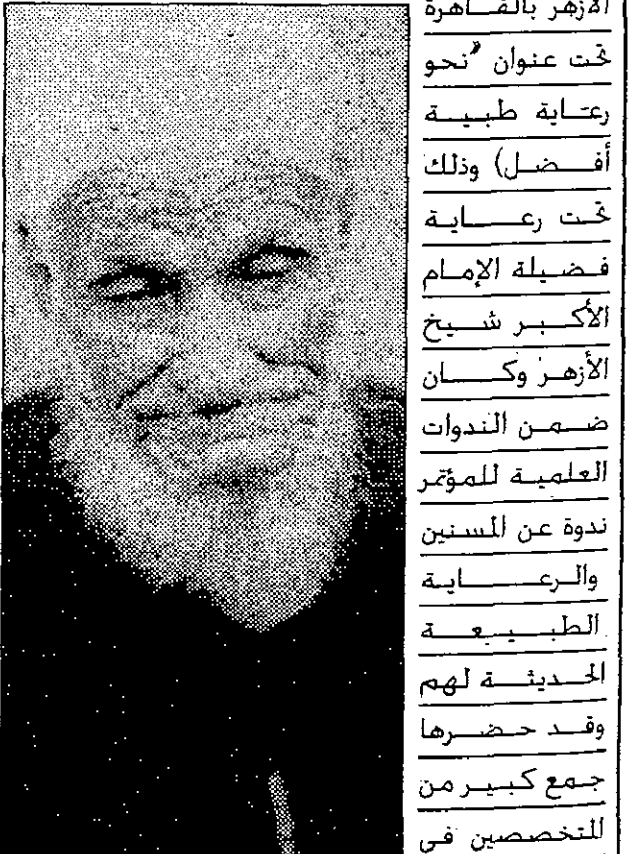 الأزهر بالقاهرة
تحت عنوان "نحو
رعاية طبية
أفضل) وذلك
تحت رعاية
فضيلة الإمام
الأكبر شيخ
الأزهر وكان
ضمن الندوات
العلمية للمؤتمر
ندوة عن المسنين
والرعاية
الطبيعة
الحديثة لهم
وقد حضرها
جمع كبير من
المتخصصين فى